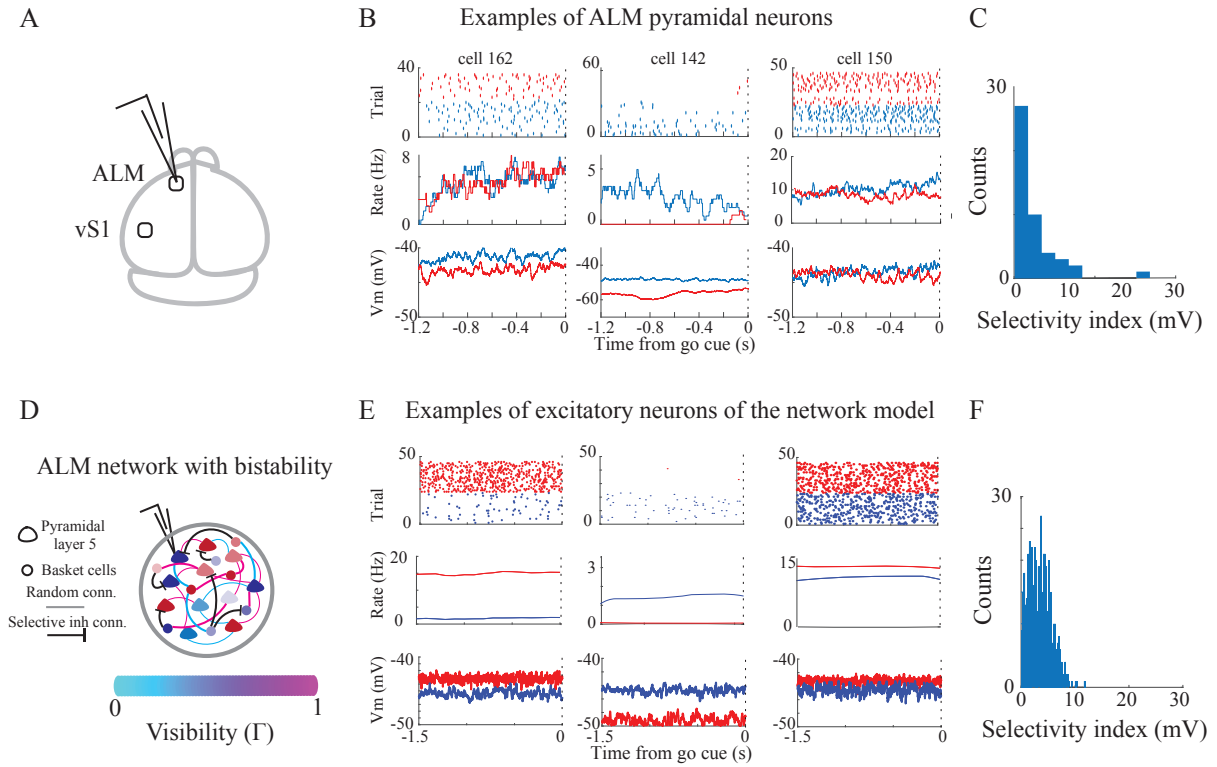 A
ALM
vS1
B
Examples of ALM pyramidal neurons
cell 162
cell 142
cell 150
Trial
40
0
60
0
50
0
Rate (Hz)
8
0
5
0
20
10
0
Vm (mV)
-40
-50
-40
-60
-40
-50
-1.2
-0.8
-0.4
0
-1.2
-0.8
-0.4
0
-1.2
-0.8
-0.4
0
Time from go cue (s)
C
Counts
30
0
0
10
20
30
Selectivity index (mV)
D
ALM network with bistability
Pyramidal
layer 5
Basket cells
Random conn.
Selective inh conn.
0
1
Visibility (Γ)
E
Examples of excitatory neurons of the network model
Trial
50
0
50
0
50
0
Rate (Hz)
20
0
3
0
15
0
Vm (mV)
-40
-50
-40
-50
-40
-50
-1.5
0
-1.5
0
-1.5
0
Time from go cue (s)
F
Counts
30
0
0
10
20
30
Selectivity index (mV)